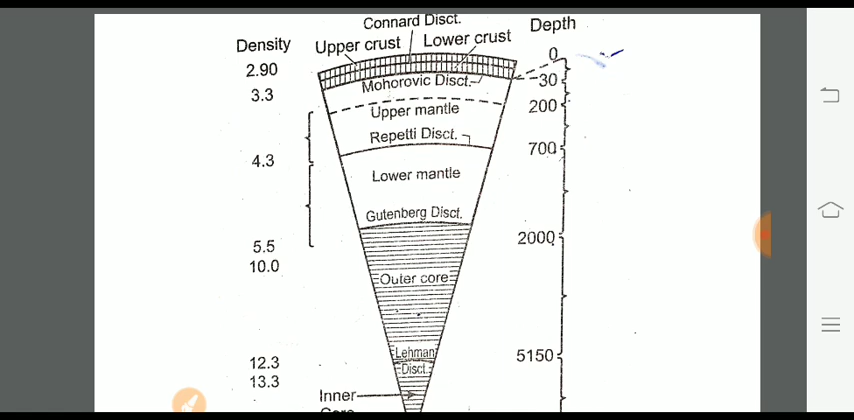 Connard Disct.
Density Upper crust Lower crust Depth
0
2.90
Mohorovic Disct. 30
3.3
Upper mantle 200
Repetti Disct. 700
4.3
Lower mantle
Gutenberg Disct.
2000
5.5
10.0
Outer core
Lehman 5150
12.3 Disct.
13.3
Inner
Core